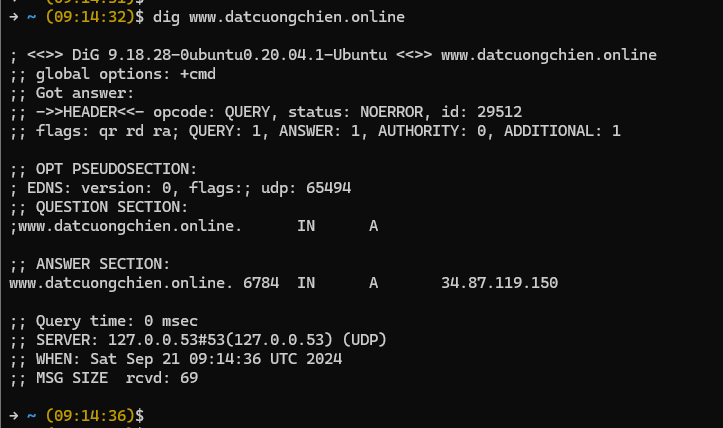 → ~ (09:14:32)$ dig www.datcuongchien.online
; <<>> DiG 9.18.28-0ubuntu0.20.04.1-Ubuntu <<>> www.datcuongchien.online
;; global options: +cmd
;; Got answer:
;; ->>HEADER<<- opcode: QUERY, status: NOERROR, id: 29512
;; flags: qr rd ra; QUERY: 1, ANSWER: 1, AUTHORITY: 0, ADDITIONAL: 1
;; OPT PSEUDOSECTION:
; EDNS: version: 0, flags:; udp: 65494
;; QUESTION SECTION:
;www.datcuongchien.online. IN A
;; ANSWER SECTION:
www.datcuongchien.online. 6784 IN A 34.87.119.150
;; Query time: 0 msec
;; SERVER: 127.0.0.53#53(127.0.0.53) (UDP)
;; WHEN: Sat Sep 21 09:14:36 UTC 2024
;; MSG SIZE rcvd: 69
→ ~ (09:14:36)$